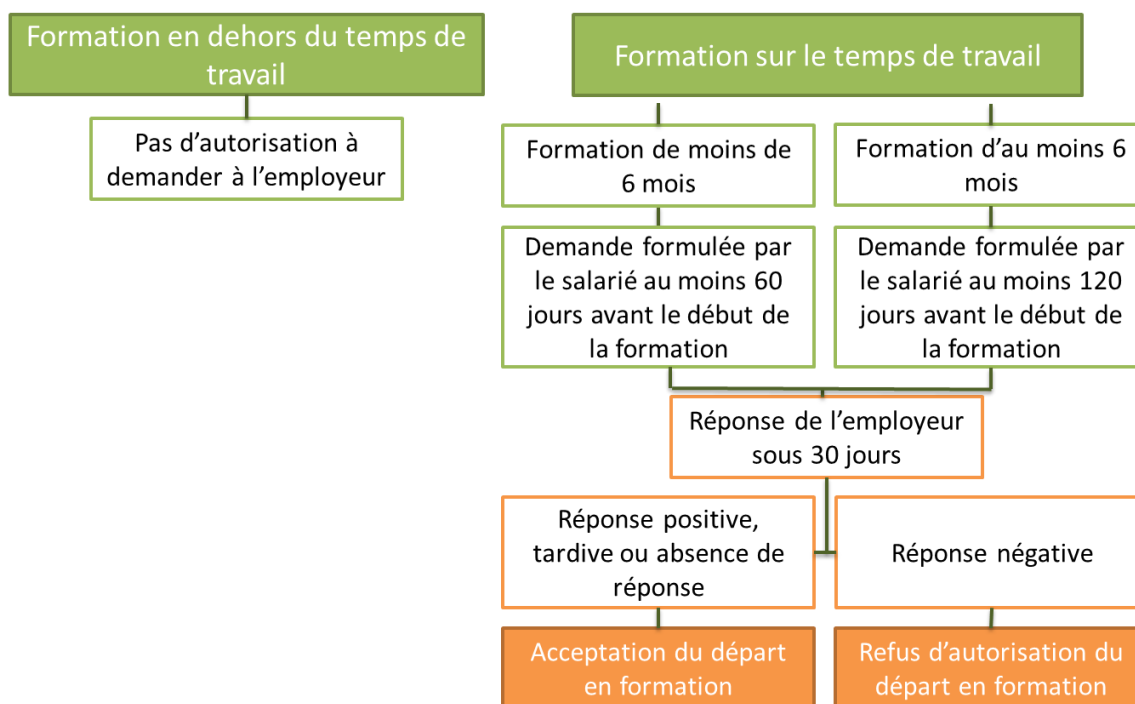 Formation en dehors du temps de
travail
Pas d’autorisation à
demander à l’employeur
Formation sur le temps de travail
Formation de moins de
6 mois
Formation d’au moins 6
mois
Demande formulée par
le salarié au moins 60
jours avant le début de
la formation
Demande formulée par
le salarié au moins 120
jours avant le début de
la formation
Réponse de l’employeur
sous 30 jours
Réponse positive,
tardive ou absence de
réponse
Réponse négative
Acceptation du départ
en formation
Refus d’autorisation du
départ en formation